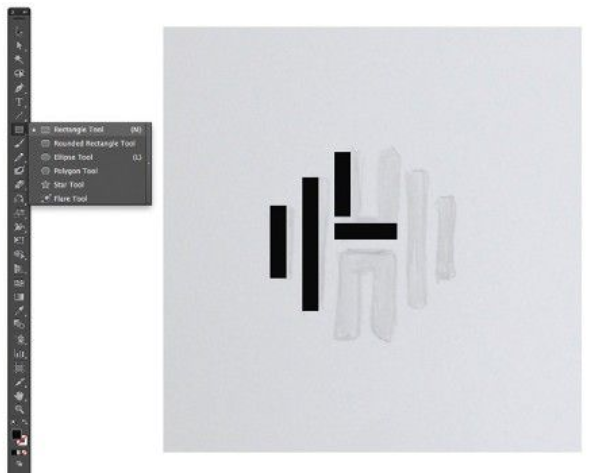 Rectangle Tool (M)
Rounded Rectangle Tool
Ellipse Tool (L)
Polygon Tool
Star Tool
Flare Tool